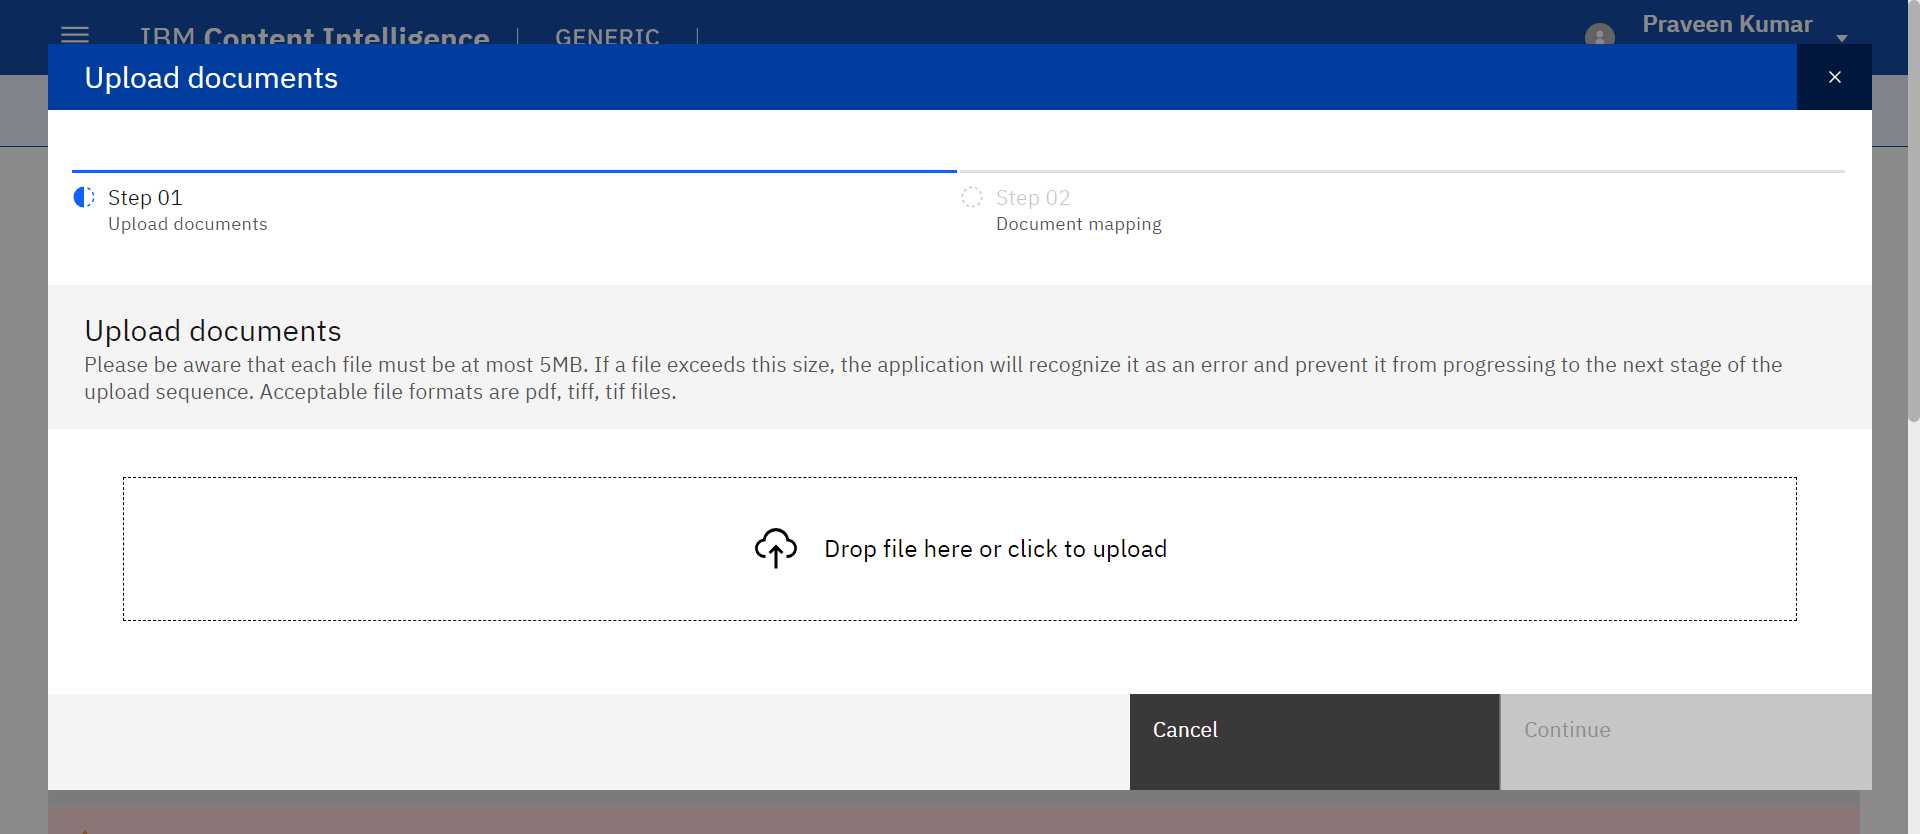 IBM Content Intelligence
GENERIC
Praveen Kumar
Upload documents
Step 01
Upload documents
Step 02
Document mapping
Upload documents
Please be aware that each file must be at most 5MB. If a file exceeds this size, the application will recognize it as an error and prevent it from progressing to the next stage of the
upload sequence. Acceptable file formats are pdf, tiff, tif files.
Drop file here or click to upload
Cancel
Continue